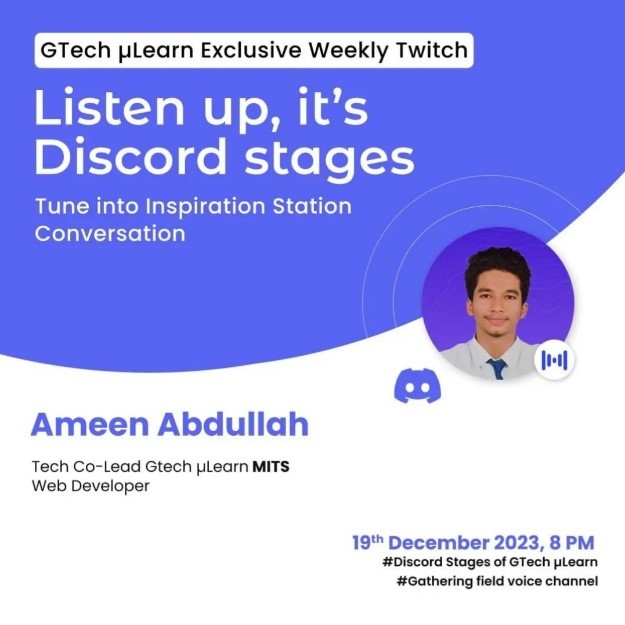 GTech µLearn Exclusive Weekly Twitch
Listen up, it's
Discord stages
Tune into Inspiration Station
Conversation
Ameen Abdullah
Tech Co-Lead Gtech µLearn MITS
Web Developer
19th December 2023, 8 PM
#Discord Stages of GTech µLearn
#Gathering field voice channel